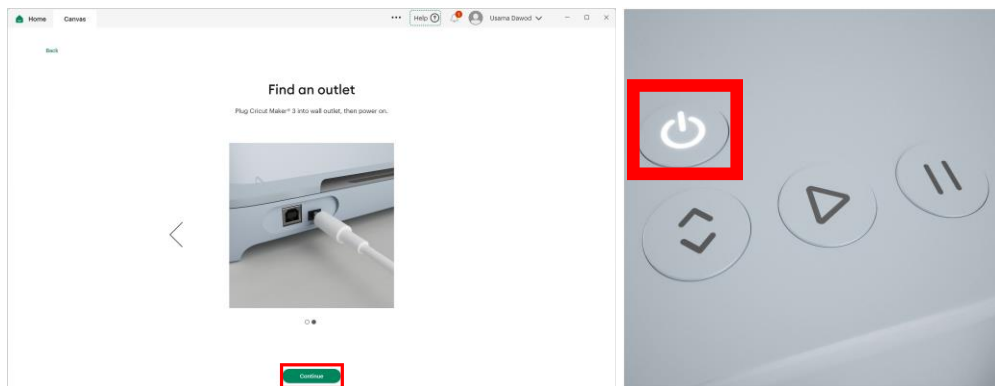 Home Canvas ••• Help ? 1 Usama Dawod
Back
Find an outlet
Plug Cricut Maker® 3 into wall outlet, then power on.
Continue